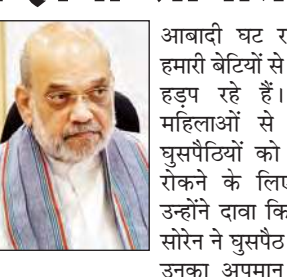 आबादी घट र
हमारी बेटियों से
हड़प रहे हैं।
महिलाओं से
घुसपैठियों को
रोकने के लिए
उन्होंने दावा कि
सोरेन ने घुसपैठ
उनका अपमान